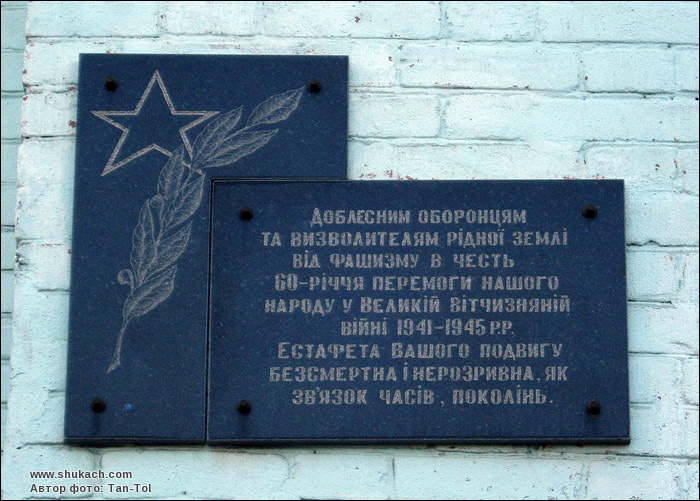 Доблесним оборонцям
та визволителям рідної землі
від фашизму в честь
60-річчя перемоги нашого
народу у Великій Вітчизняній
війні 1941-1945 р.р.
Естафета Вашого подвигу
безсмертна і нерозривна, як
зв'язок часів, поколінь.
www.shukach.com
Автор фото: Tan-Tol